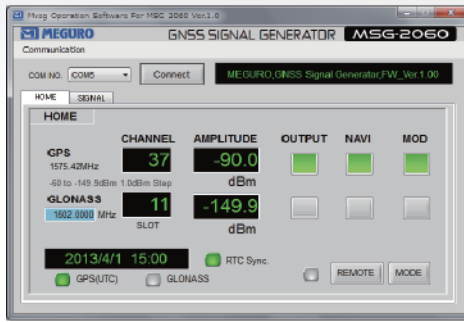 Mvog Operation Software For MSG 2060 Ver.1.0
MEGURO GNSS SIGNAL GENERATOR MSG-2060
Communication
COM NO. COM5 Connect MEGURO,GNSS Signal Generator,FW_Ver.1.00
HOME SIGNAL
HOME
CHANNEL AMPLITUDE OUTPUT NAVI MOD
GPS 37 -90.0
1575.42MHz
-60 to -149.9dBm 1.0dBm Step dBm
GLONASS 11 -149.9
1602.0000 MHz
SLOT dBm
2013/4/1 15:00 RTC Sync.
GPS(UTC) GLONASS REMOTE MODE